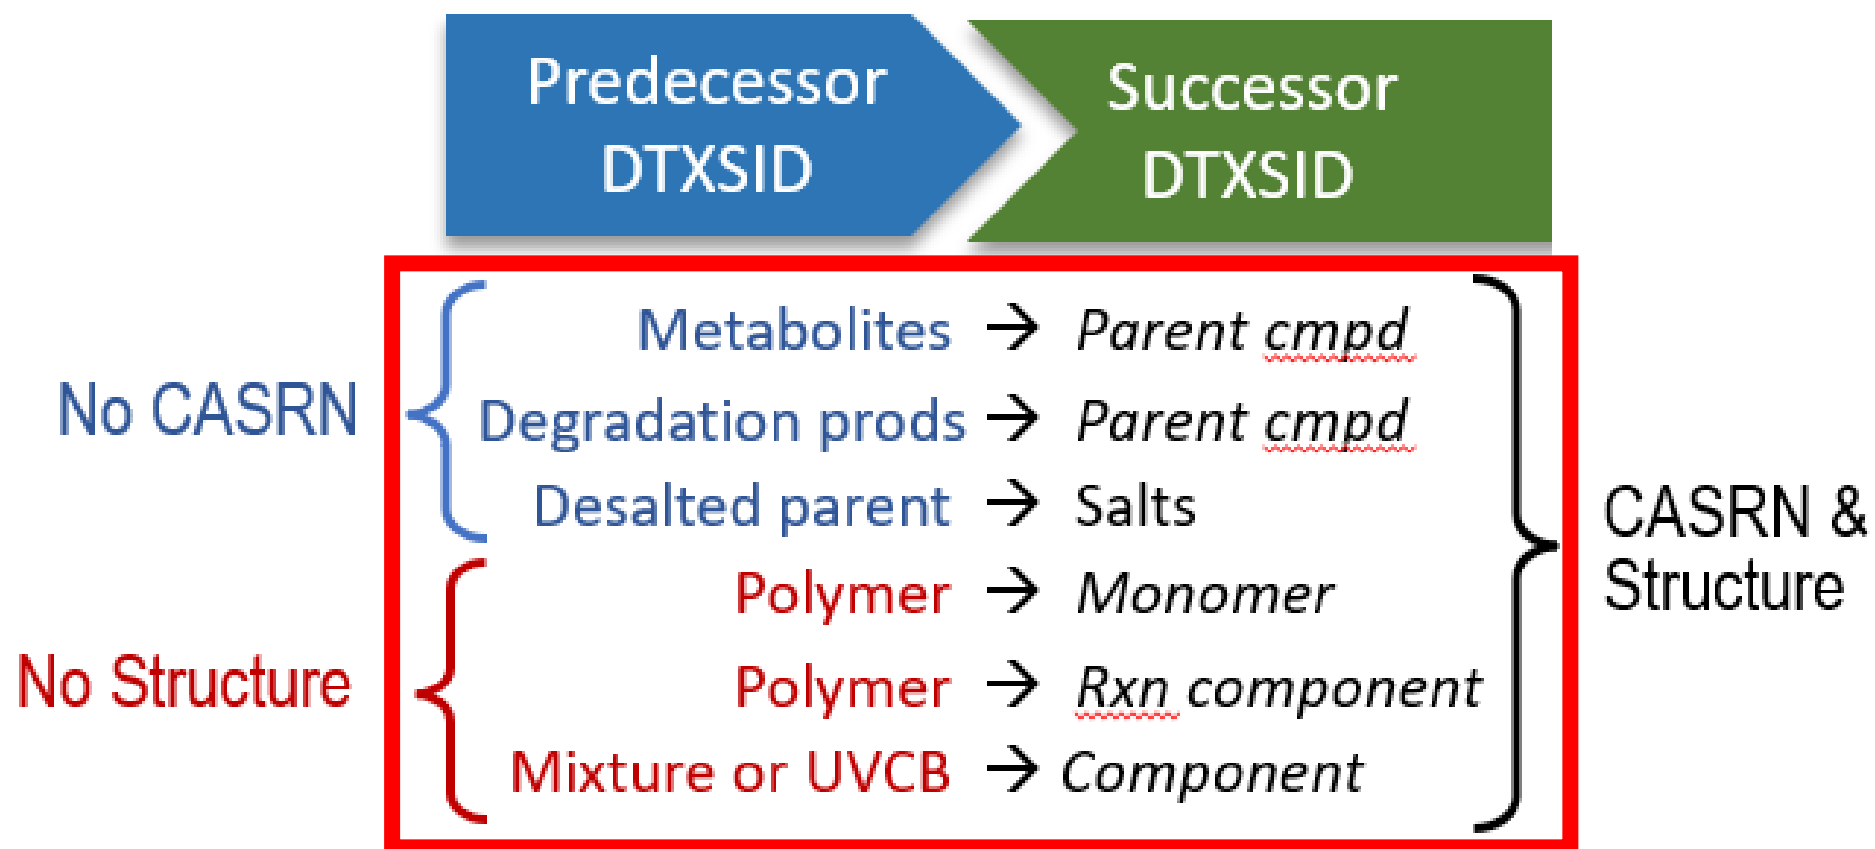 Predecessor
DTXSID
Successor
DTXSID
No CASRN
Metabolites → Parent cmpd
Degradation prods → Parent cmpd
Desalted parent → Salts
No Structure
Polymer → Monomer
Polymer → Rxn component
Mixture or UVCB → Component
CASRN &
Structure